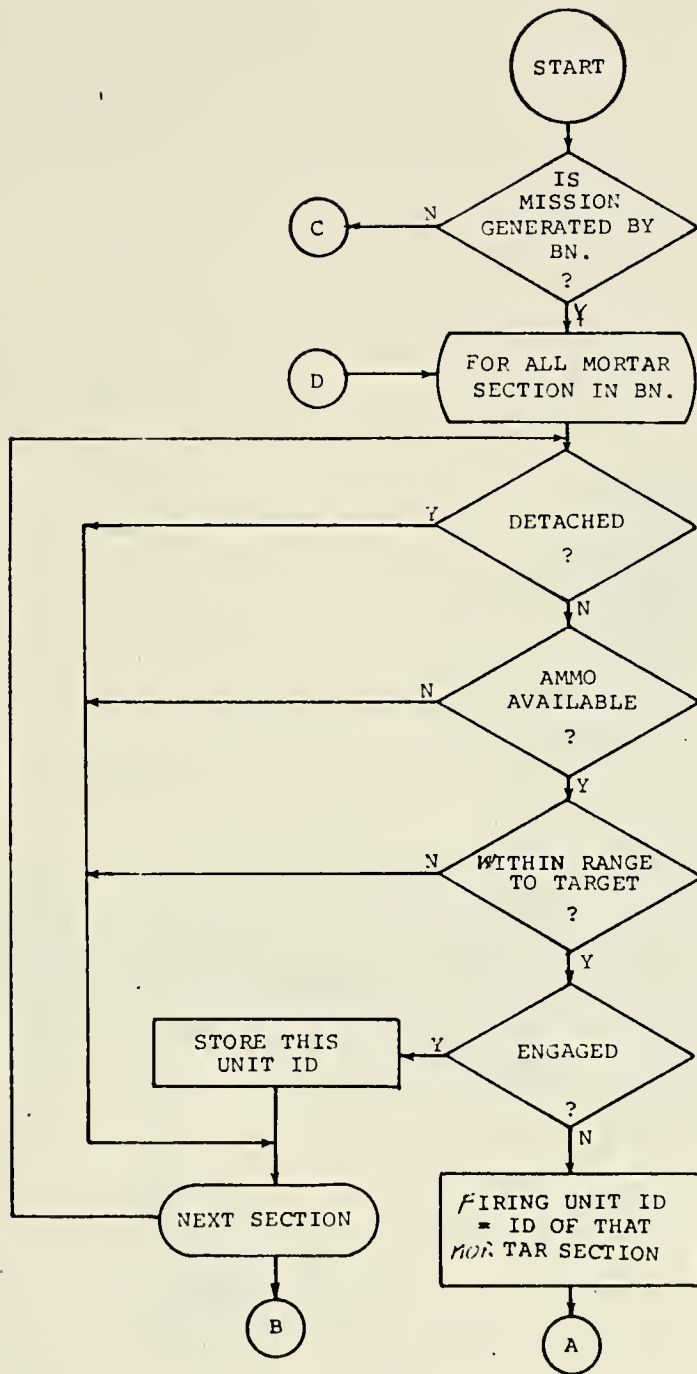 START
IS
MISSION
GENERATED BY
BN.
?
N
C
Y
D
FOR ALL MORTAR
SECTION IN BN.
Y
DETACHED
?
N
N
AMMO
AVAILABLE
?
Y
N
WITHIN RANGE
TO TARGET
?
Y
STORE THIS
UNIT ID
Y
ENGAGED
?
N
NEXT SECTION
FIRING UNIT ID
= ID OF THAT
MORTAR SECTION
B
A